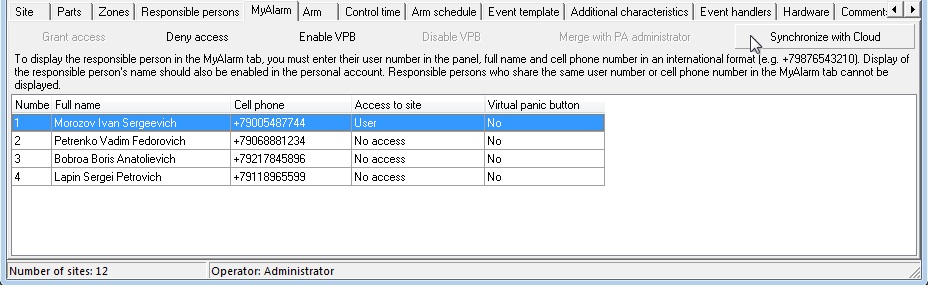 Site Parts Zones Responsible persons MyAlarm Arm Control time Arm schedule Event template Additional characteristics Event handlers Hardware Comment:
Grant access Deny access Enable VPB Disable VPB Merge with PA administrator Synchronize with Cloud
To display the responsible person in the MyAlarm tab, you must enter their user number in the panel, full name and cell phone number in an international format (e.g. +79876543210). Display of
the responsible person's name should also be enabled in the personal account. Responsible persons who share the same user number or cell phone number in the MyAlarm tab cannot be
displayed.
Numbe Full name Cell phone Access to site Virtual panic button
1 Morozov Ivan Sergeevich +79005487744 User No
2 Petrenko Vadim Fedorovich +79068881234 No access No
3 Bobroa Boris Anatolievich +79217845896 No access No
4 Lapin Sergei Petrovich +79118965599 No access No
Number of sites: 12 Operator: Administrator